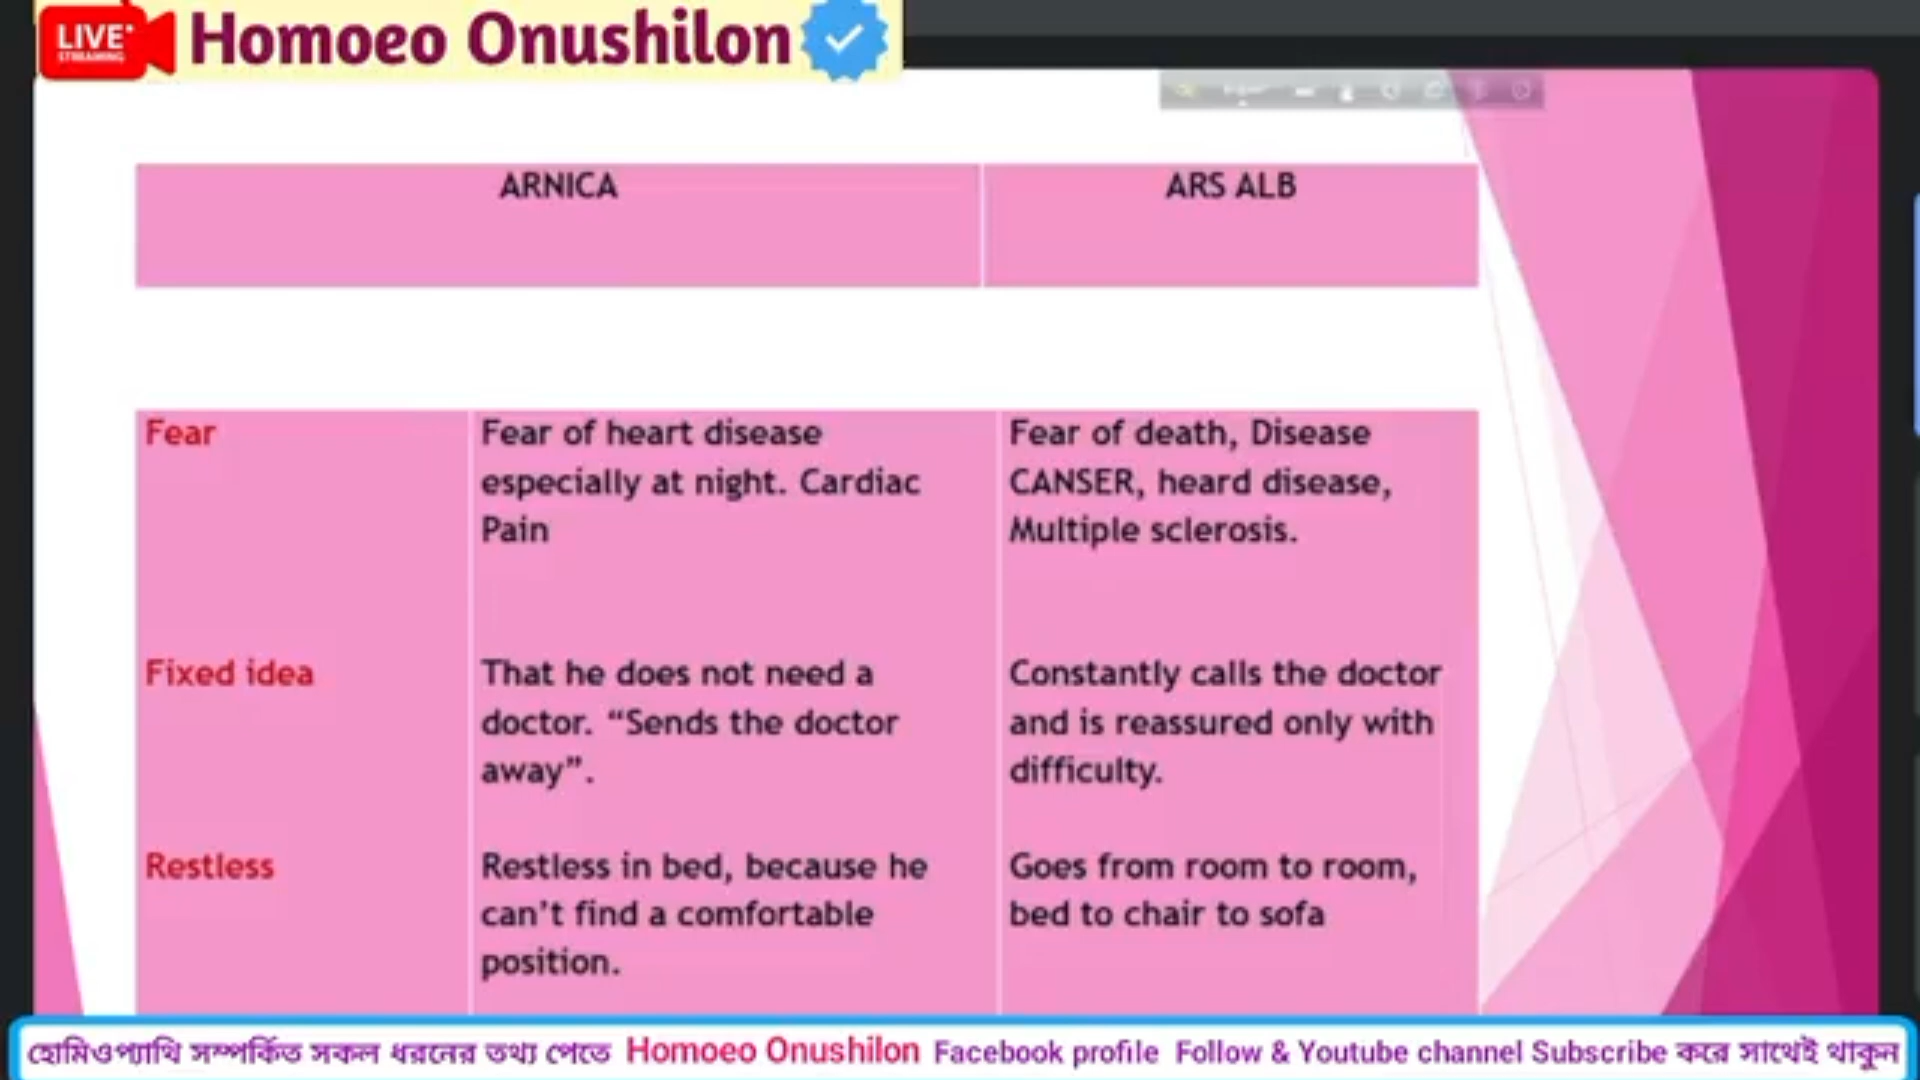 LIVE
STREAMING
Homoeo Onushilon
ARNICA
ARS ALB
Fear
Fear of heart disease
especially at night. Cardiac
Pain
Fear of death, Disease
CANSER, heard disease,
Multiple sclerosis.
Fixed idea
That he does not need a
doctor. “Sends the doctor
away”.
Constantly calls the doctor
and is reassured only with
difficulty.
Restless
Restless in bed, because he
can’t find a comfortable
position.
Goes from room to room,
bed to chair to sofa
হোমিওপ্যাথি সম্পর্কিত সকল ধরনের তথ্য পেতে Homoeo Onushilon Facebook profile Follow & Youtube channel Subscribe করে সাথেই থাকুন